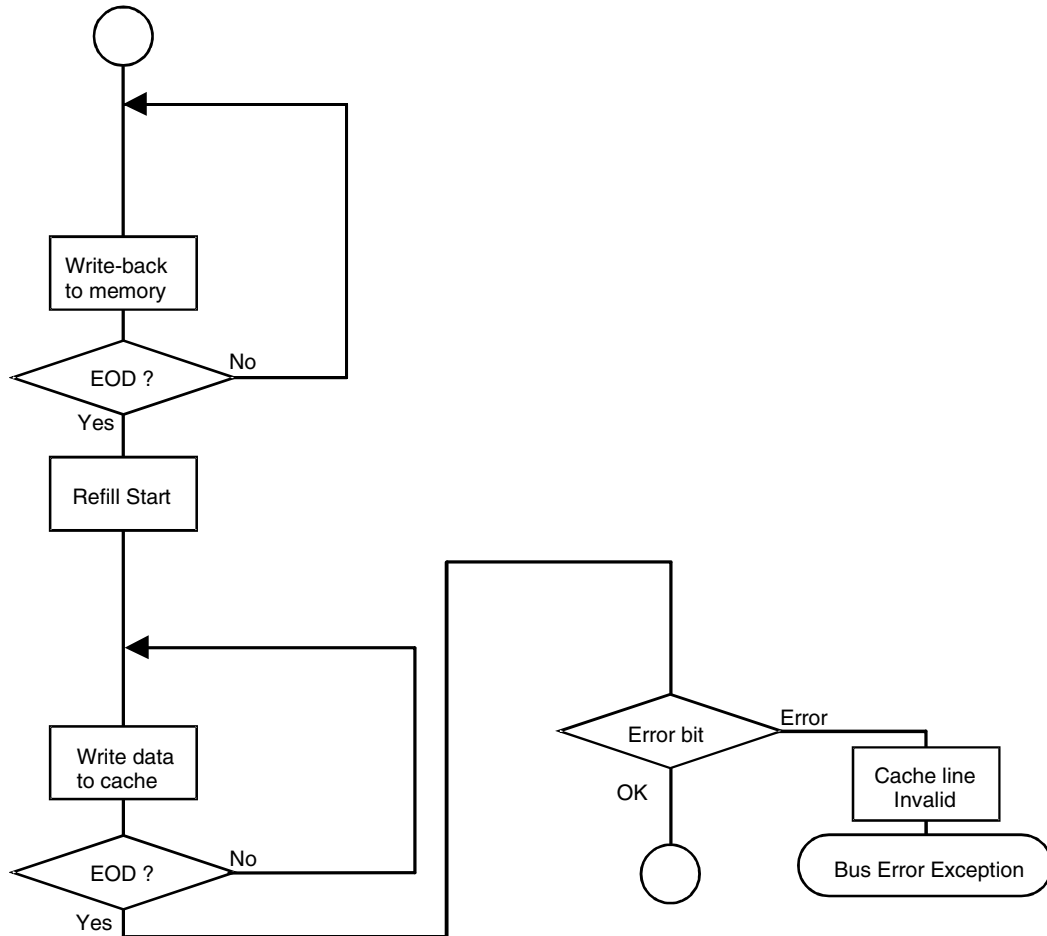 Write-back
to memory
EOD ?
No
Yes
Refill Start
Write data
to cache
EOD ?
No
Yes
Error bit
Error
OK
Cache line
Invalid
Bus Error Exception